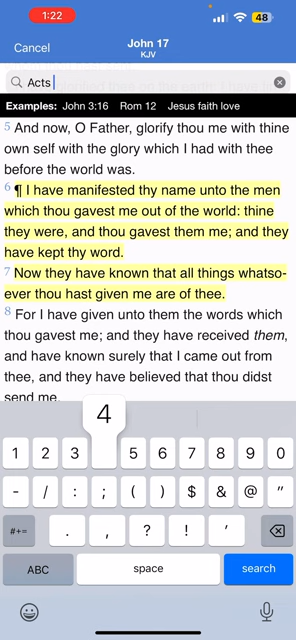 1:22
48
Cancel
John 17
KJV
Acts
Examples: John 3:16 Rom 12 Jesus faith love
5 And now, O Father, glorify thou me with thine
own self with the glory which I had with thee
before the world was.
6 ¶ I have manifested thy name unto the men
which thou gavest me out of the world: thine
they were, and thou gavest them me; and they
have kept thy word.
7 Now they have known that all things whatso-
ever thou hast given me are of thee.
8 For I have given unto them the words which
thou gavest me; and they have received them,
and have known surely that I came out from
thee, and they have believed that thou didst
send me.
4
1 2 3 5 6 7 8 9 0
- / : ; ( ) $ & @ "
#+= . , ? ! '
ABC space search